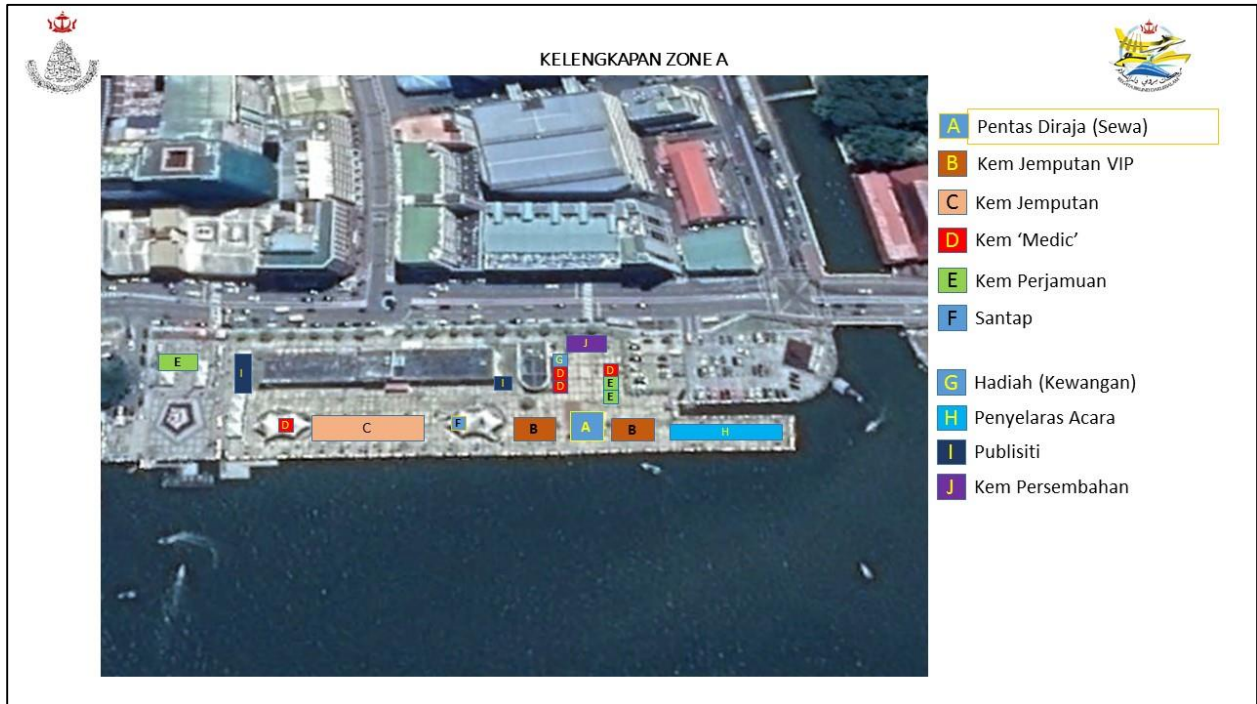 KELENGKAPAN ZONE A
A Pentas Diraja (Sewa)
B Kem Jemputan VIP
C Kem Jemputan
D Kem ‘Medic’
E Kem Perjamuan
F Santap
G Hadiah (Kewangan)
H Penyelaras Acara
I Publisiti
J Kem Persembahan
J
E
I
G
D
D
I
D
E
E
D
C
F
B
A
B
H